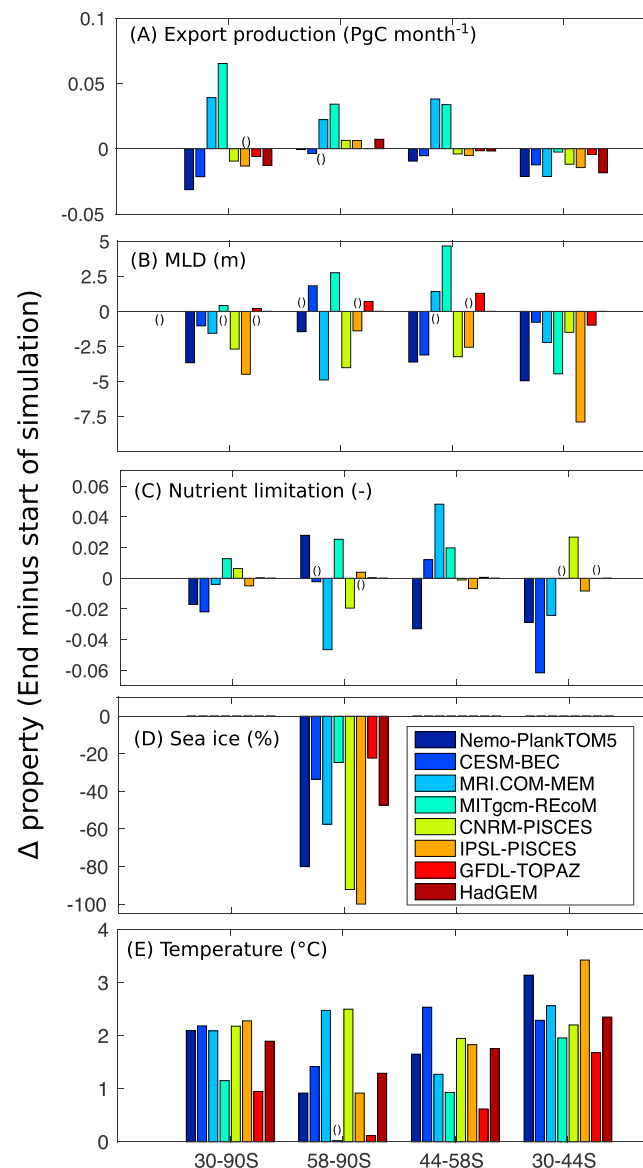 Δ property (End minus start of simulation)
(A) Export production (PgC month⁻¹)
0.1
0.05
0
-0.05
()
()
(B) MLD (m)
5
2.5
0
-2.5
-5
-7.5
() () () () () () ()
(C) Nutrient limitation (-)
0.06
0.04
0.02
0
-0.02
-0.04
-0.06
() () () ()
(D) Sea ice (%)
0
-20
-40
-60
-80
-100
Nemo-PlankTOM5
CESM-BEC
MRI.COM-MEM
MITgcm-REcoM
CNRM-PISCES
IPSL-PISCES
GFDL-TOPAZ
HadGEM
(E) Temperature (°C)
4
3
2
1
0
()
30-90S 58-90S 44-58S 30-44S